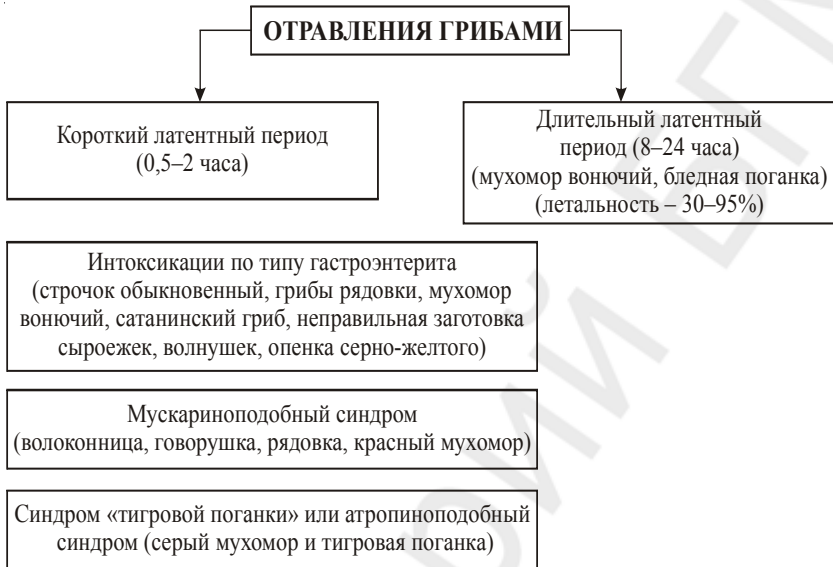 ОТРАВЛЕНИЯ ГРИБАМИ
Короткий латентный период
(0,5–2 часа)
Длительный латентный
период (8–24 часа)
(мухомор вонючий, бледная поганка)
(летальность – 30–95%)
Интоксикации по типу гастроэнтерита
(строчок обыкновенный, грибы рядовки, мухомор
вонючий, сатанинский гриб, неправильная заготовка
сыроежек, волнушек, опенка серно-желтого)
Мускариноподобный синдром
(волоконница, говорушка, рядовка, красный мухомор)
Синдром «тигровой поганки» или атропиноподобный
синдром (серый мухомор и тигровая поганка)